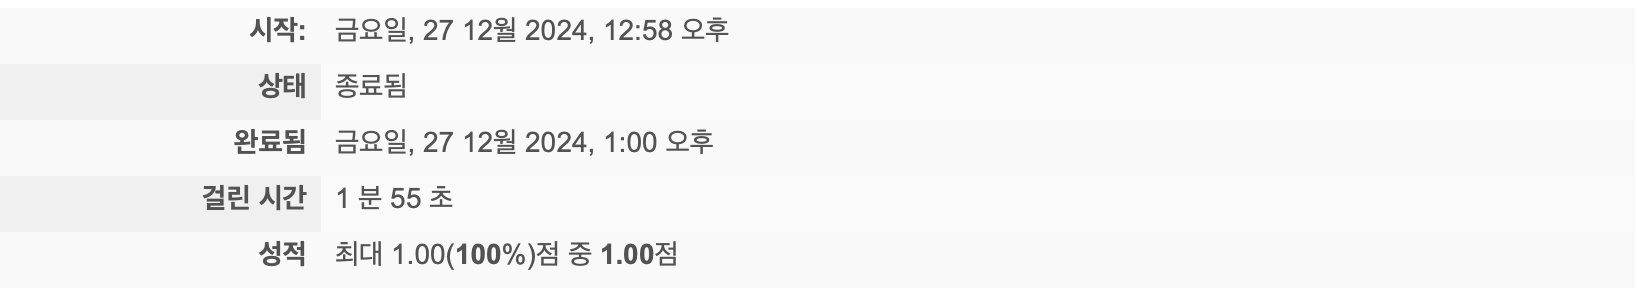 시작: 금요일, 27 12월 2024, 12:58 오후
상태 종료됨
완료됨 금요일, 27 12월 2024, 1:00 오후
걸린 시간 1 분 55 초
성적 최대 1.00(100%)점 중 1.00점